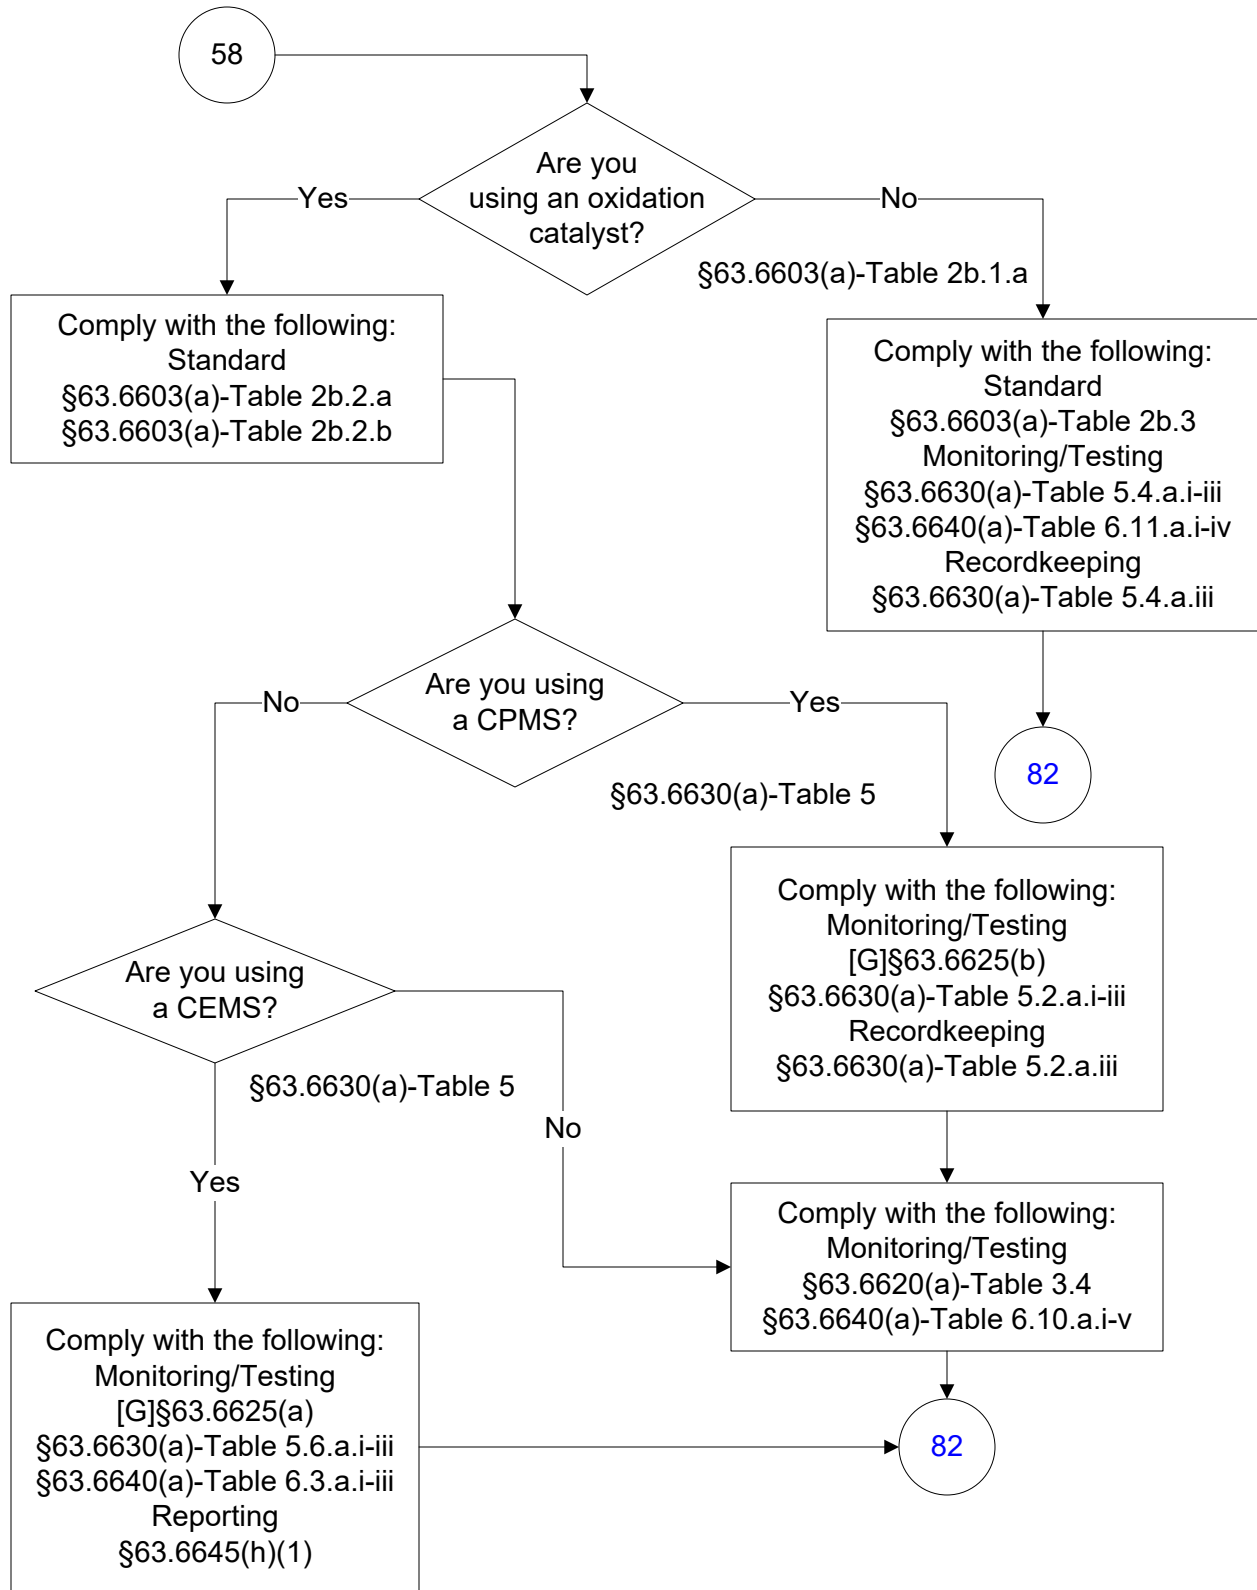 58
Are you
using an oxidation
catalyst?
Yes
No
§63.6603(a)-Table 2b.1.a
Comply with the following:
Standard
§63.6603(a)-Table 2b.2.a
§63.6603(a)-Table 2b.2.b
Comply with the following:
Standard
§63.6603(a)-Table 2b.3
Monitoring/Testing
§63.6630(a)-Table 5.4.a.i-iii
§63.6640(a)-Table 6.11.a.i-iv
Recordkeeping
§63.6630(a)-Table 5.4.a.iii
82
Are you using
a CPMS?
No
Yes
§63.6630(a)-Table 5
Comply with the following:
Monitoring/Testing
[G]§63.6625(b)
§63.6630(a)-Table 5.2.a.i-iii
Recordkeeping
§63.6630(a)-Table 5.2.a.iii
Are you using
a CEMS?
§63.6630(a)-Table 5
No
Yes
Comply with the following:
Monitoring/Testing
§63.6620(a)-Table 3.4
§63.6640(a)-Table 6.10.a.i-v
Comply with the following:
Monitoring/Testing
[G]§63.6625(a)
§63.6630(a)-Table 5.6.a.i-iii
§63.6640(a)-Table 6.3.a.i-iii
Reporting
§63.6645(h)(1)
82